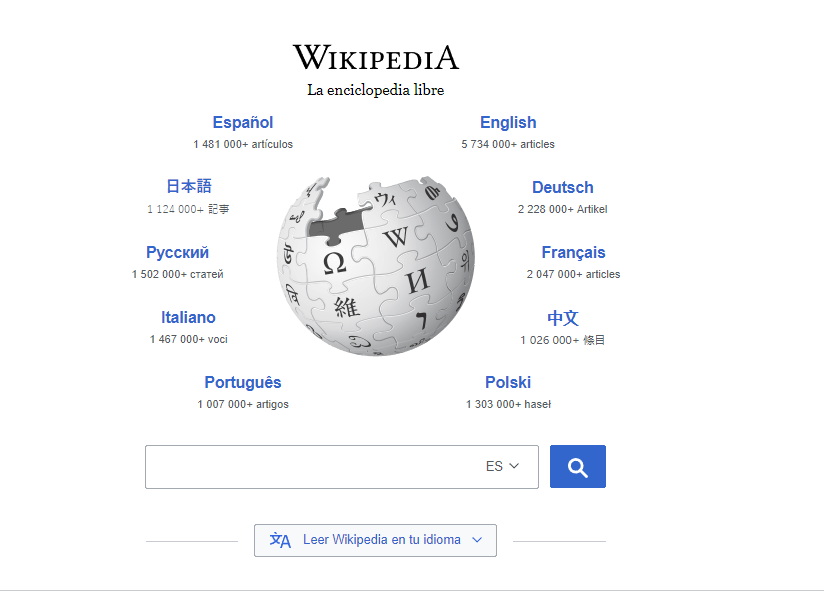 WIKIPEDIA
La enciclopedia libre
Español
1 481 000+ artículos
English
5 734 000+ articles
日本語
1 124 000+ 記事
Deutsch
2 228 000+ Artikel
Русский
1 502 000+ статей
Français
2 047 000+ articles
Italiano
1 467 000+ voci
中文
1 026 000+ 條目
Português
1 007 000+ artigos
Polski
1 303 000+ haseł
Ω
W
И
維
ウィ
ES
Leer Wikipedia en tu idioma